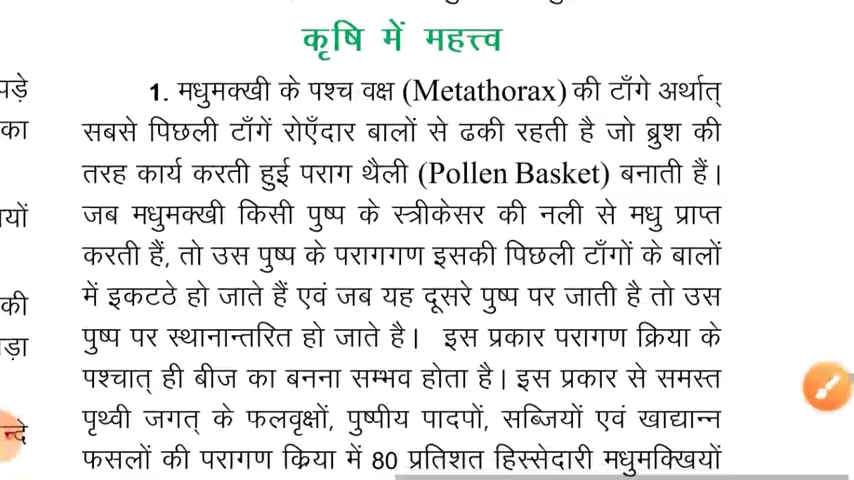 कृषि में महत्त्व
पड़े
का
यों
की
ड़ा
न्दे
1. मधुमक्खी के पश्च वक्ष (Metathorax) की टाँगे अर्थात्
सबसे पिछली टाँगें रोएँदार बालों से ढकी रहती है जो ब्रुश की
तरह कार्य करती हुई पराग थैली (Pollen Basket) बनाती हैं।
जब मधुमक्खी किसी पुष्प के स्त्रीकेसर की नली से मधु प्राप्त
करती हैं, तो उस पुष्प के परागगण इसकी पिछली टाँगों के बालों
में इकटठे हो जाते हैं एवं जब यह दूसरे पुष्प पर जाती है तो उस
पुष्प पर स्थानान्तरित हो जाते है। इस प्रकार परागण क्रिया के
पश्चात् ही बीज का बनना सम्भव होता है। इस प्रकार से समस्त
पृथ्वी जगत् के फलवृक्षों, पुष्पीय पादपों, सब्जियों एवं खाद्यान्न
फसलों की परागण क्रिया में 80 प्रतिशत हिस्सेदारी मधुमक्खियों